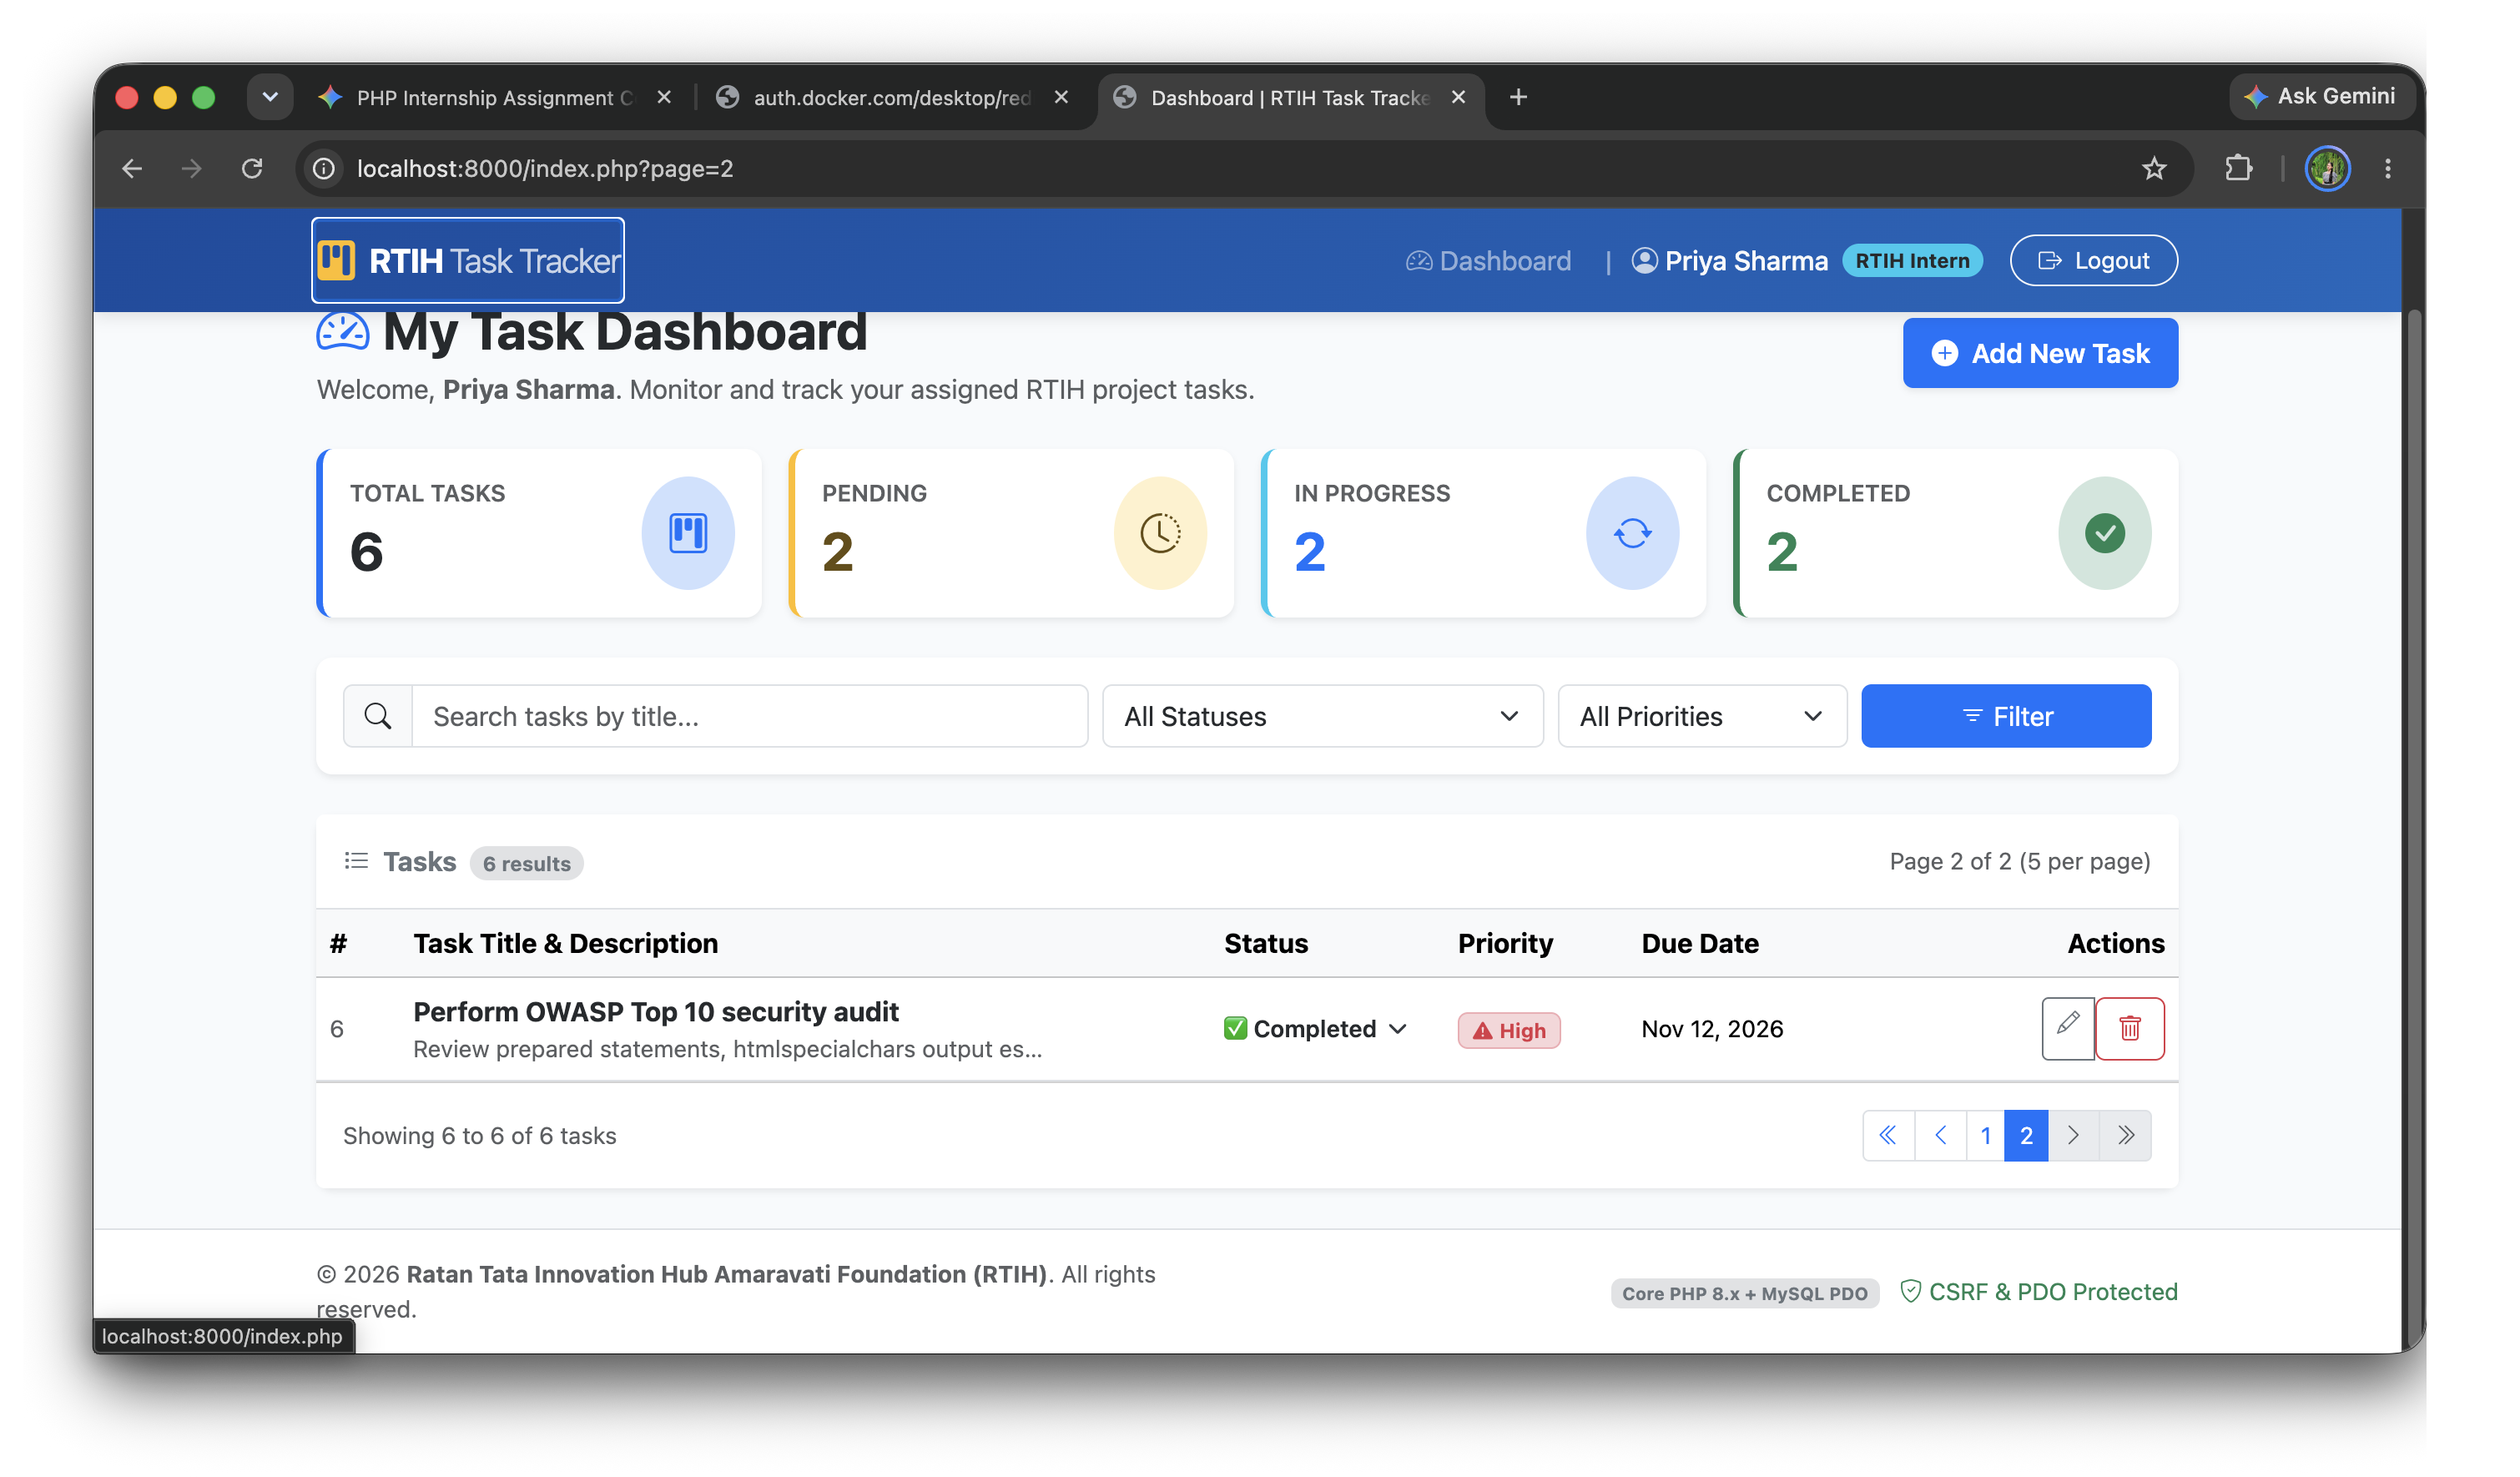 PHP Internship Assignment C
auth.docker.com/desktop/red
Dashboard | RTIH Task Tracke
Ask Gemini
localhost:8000/index.php?page=2
RTIH Task Tracker
Dashboard
|
Priya Sharma
RTIH Intern
Logout
My Task Dashboard
Add New Task
Welcome, Priya Sharma. Monitor and track your assigned RTIH project tasks.
TOTAL TASKS
6
PENDING
2
IN PROGRESS
2
COMPLETED
2
Search tasks by title...
All Statuses
All Priorities
Filter
Tasks 6 results
Page 2 of 2 (5 per page)
# Task Title & Description Status Priority Due Date Actions
6
Perform OWASP Top 10 security audit
Review prepared statements, htmlspecialchars output es...
Completed
High
Nov 12, 2026
Showing 6 to 6 of 6 tasks
« ‹ 1 2 › »
© 2026 Ratan Tata Innovation Hub Amaravati Foundation (RTIH). All rights
reserved.
Core PHP 8.x + MySQL PDO
CSRF & PDO Protected
localhost:8000/index.php